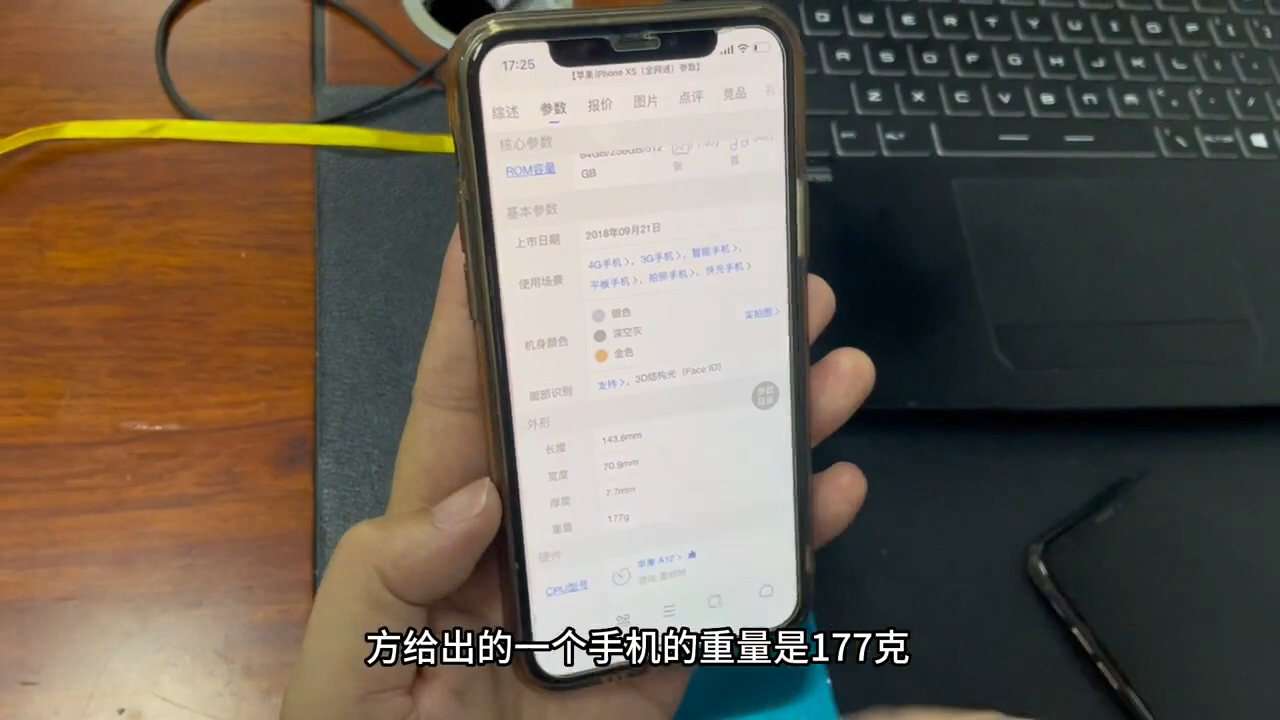 17:25
【苹果iPhone XS（全网通）参数】
综述 参数 报价 图片 点评 竞品
核心参数
64GB/256GB/512
ROM容量 GB 张 首
基本参数
上市日期 2018年09月21日
使用场景 4G手机>，3G手机>，智能手机>，
平板手机>，拍照手机>，快充手机>
机身颜色 银色 实拍图>
深空灰
金色
面部识别 支持>，3D结构光（Face ID）
外形
长度 143.6mm
宽度 70.9mm
厚度 7.7mm
重量 177g
硬件
CPU型号 苹果 A12>
方给出的一个手机的重量是177克
Q W E R T Y U I O P
A S D F G H J K L
Z X C V B N M
ALT